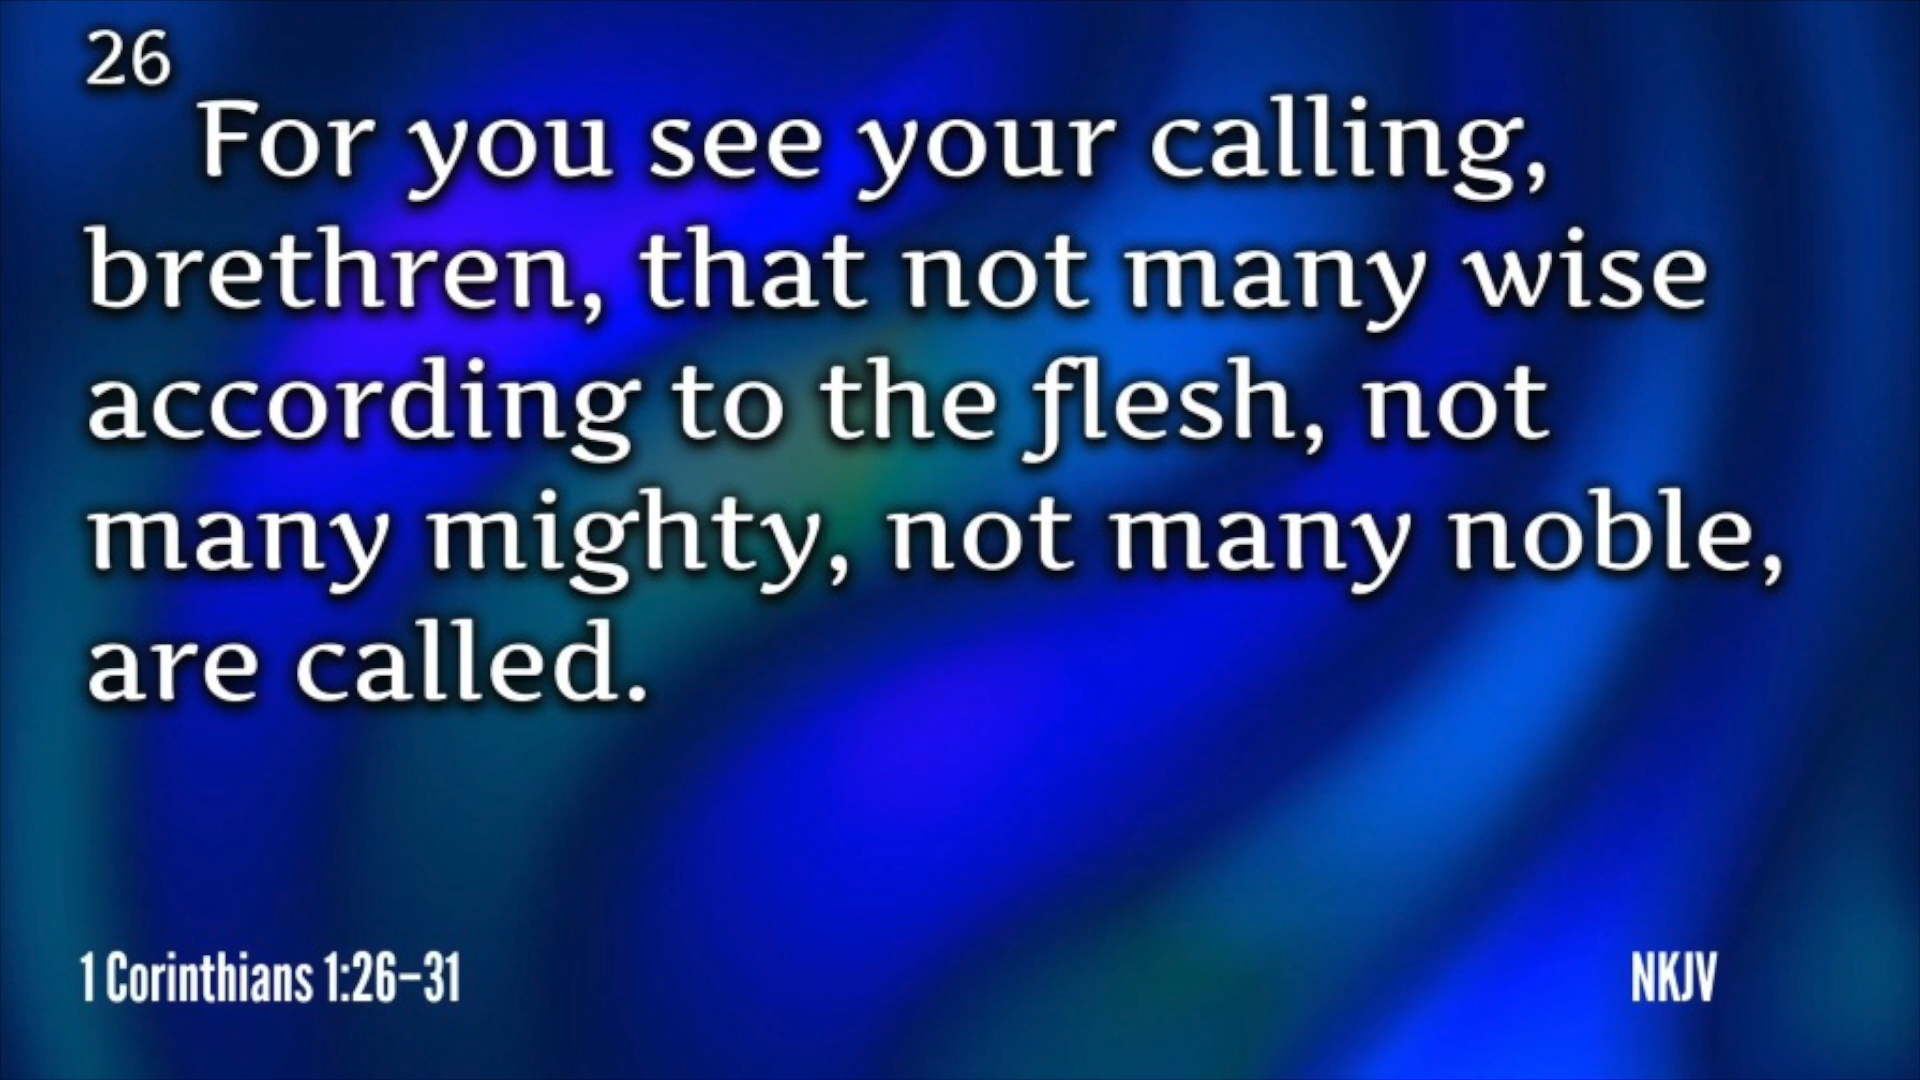 26
For you see your calling,
brethren, that not many wise
according to the flesh, not
many mighty, not many noble,
are called.
1 Corinthians 1:26–31
NKJV